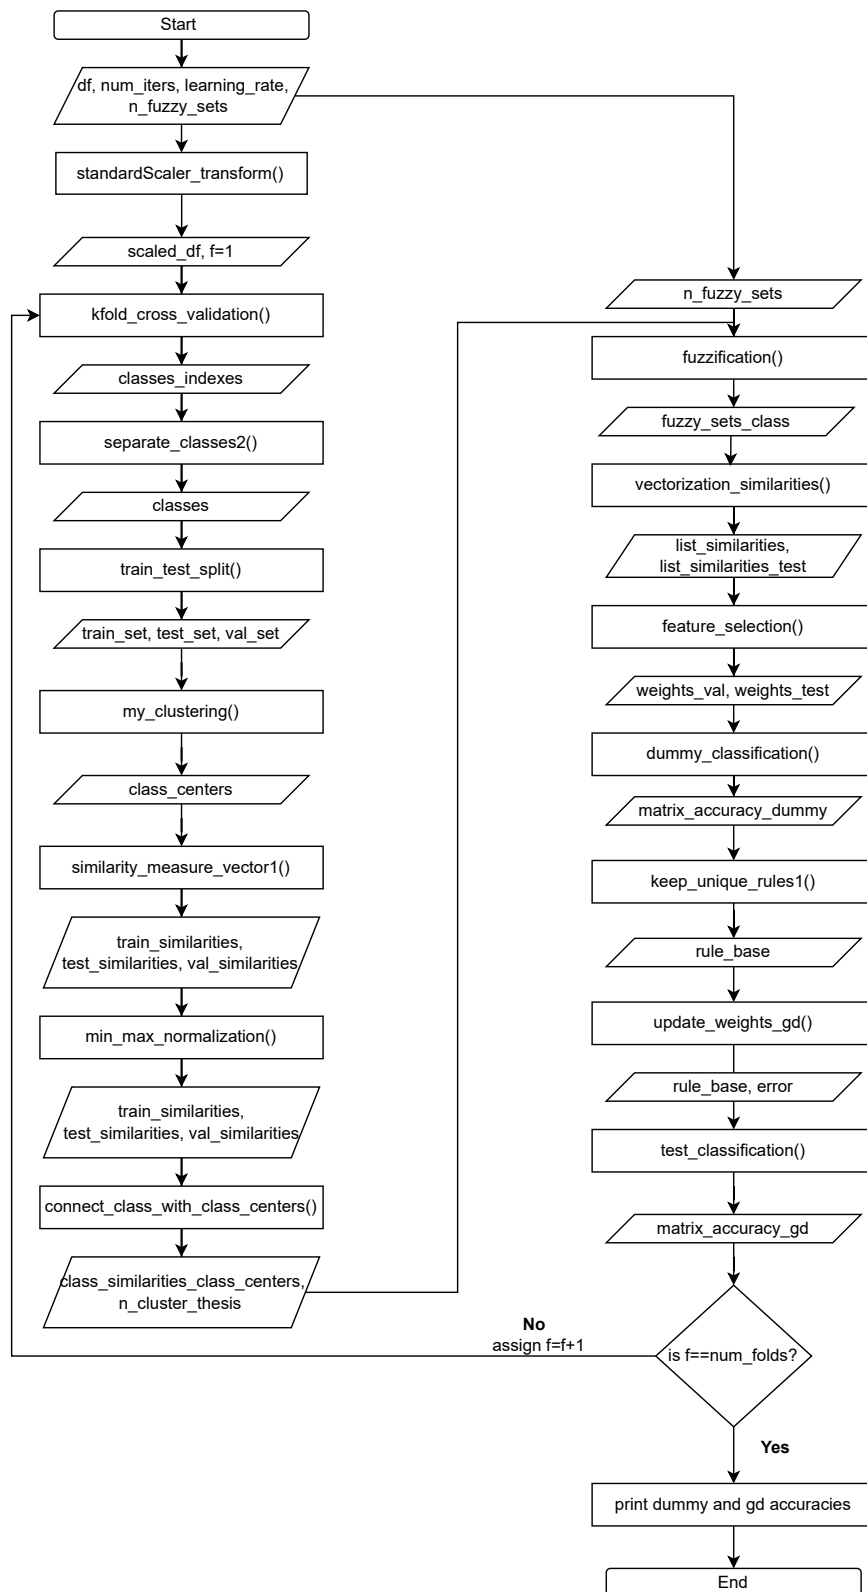 Start
df, num_iters, learning_rate,
n_fuzzy_sets
standardScaler_transform()
scaled_df, f=1
kfold_cross_validation()
classes_indexes
separate_classes2()
classes
train_test_split()
train_set, test_set, val_set
my_clustering()
class_centers
similarity_measure_vector1()
train_similarities,
test_similarities, val_similarities
min_max_normalization()
train_similarities,
test_similarities, val_similarities
connect_class_with_class_centers()
class_similarities_class_centers,
n_cluster_thesis
n_fuzzy_sets
fuzzification()
fuzzy_sets_class
vectorization_similarities()
list_similarities,
list_similarities_test
feature_selection()
weights_val, weights_test
dummy_classification()
matrix_accuracy_dummy
keep_unique_rules1()
rule_base
update_weights_gd()
rule_base, error
test_classification()
matrix_accuracy_gd
is f==num_folds?
No
assign f=f+1
Yes
print dummy and gd accuracies
End